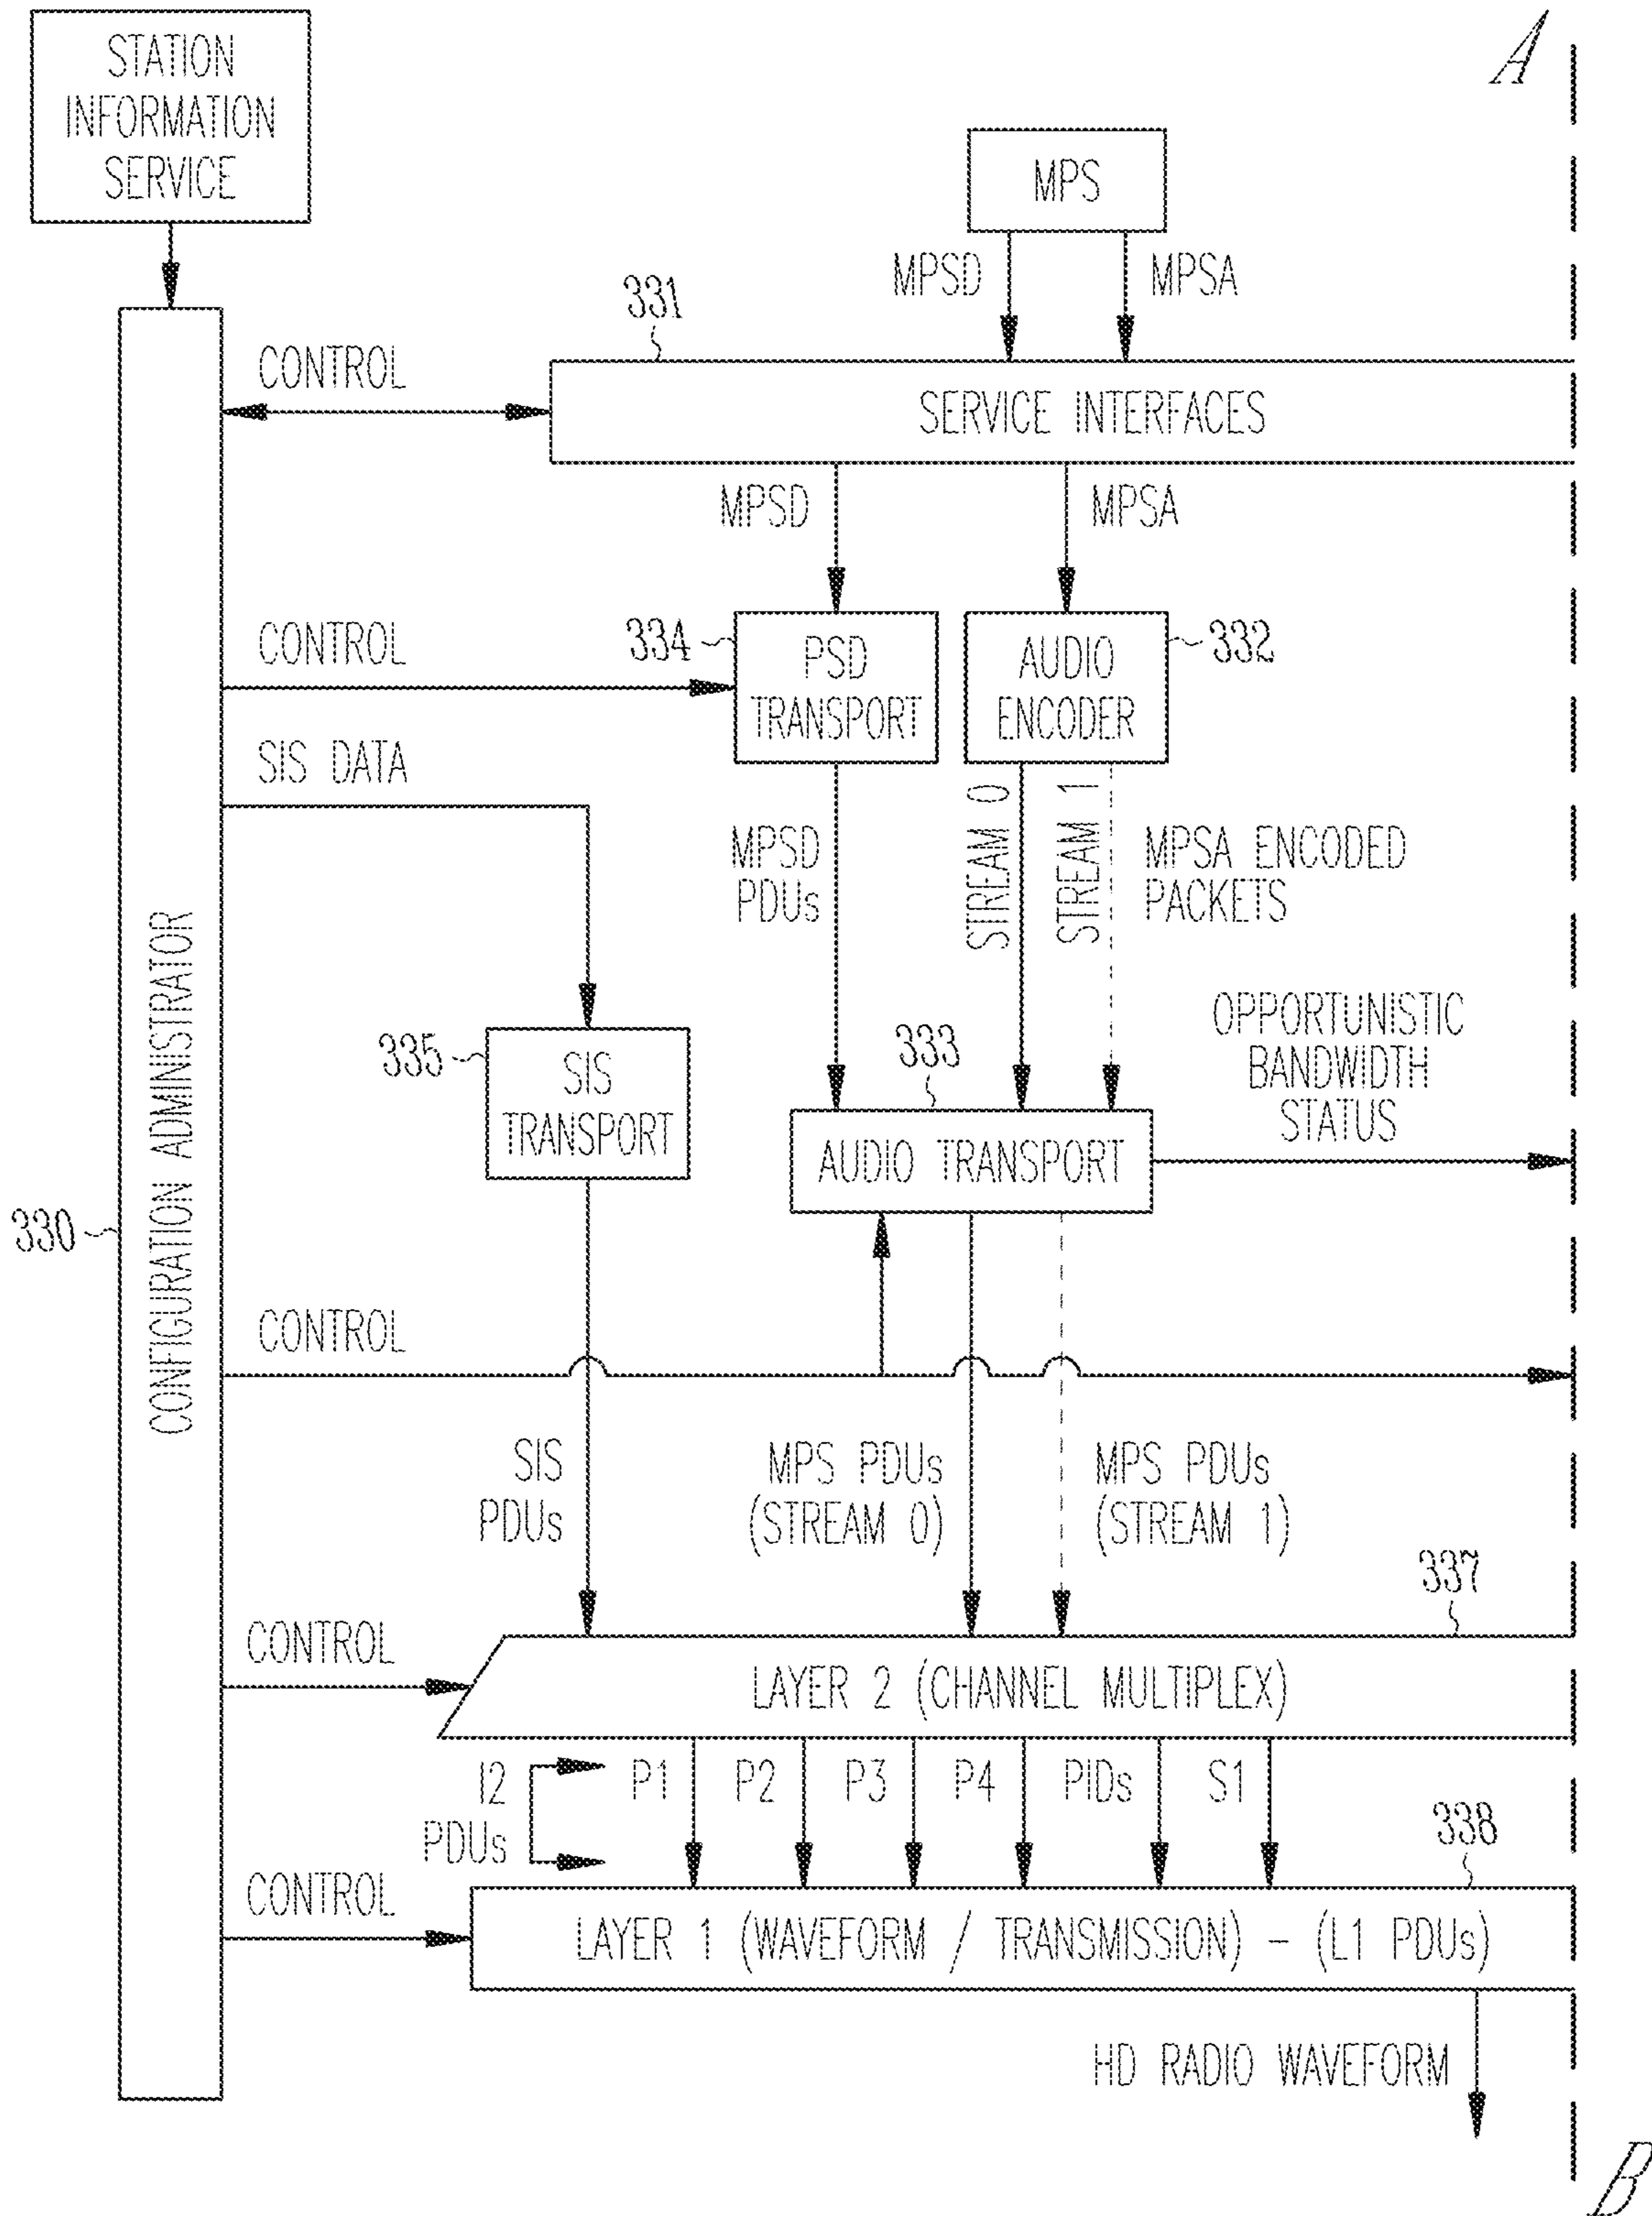 STATION
INFORMATION
SERVICE
A
MPS
MPSD
MPSA
331
CONTROL
SERVICE INTERFACES
MPSD
MPSA
CONTROL
334
PSD
TRANSPORT
AUDIO
ENCODER
332
SIS DATA
MPSD
PDUs
STREAM 0
STREAM 1
MPSA ENCODED
PACKETS
CONFIGURATION ADMINISTRATOR
330
335
SIS
TRANSPORT
333
AUDIO TRANSPORT
OPPORTUNISTIC
BANDWIDTH
STATUS
CONTROL
SIS
PDUs
MPS PDUs
(STREAM 0)
MPS PDUs
(STREAM 1)
337
CONTROL
LAYER 2 (CHANNEL MULTIPLEX)
I2
PDUs
P1
P2
P3
P4
PIDs
S1
338
CONTROL
LAYER 1 (WAVEFORM / TRANSMISSION) – (L1 PDUs)
HD RADIO WAVEFORM
B